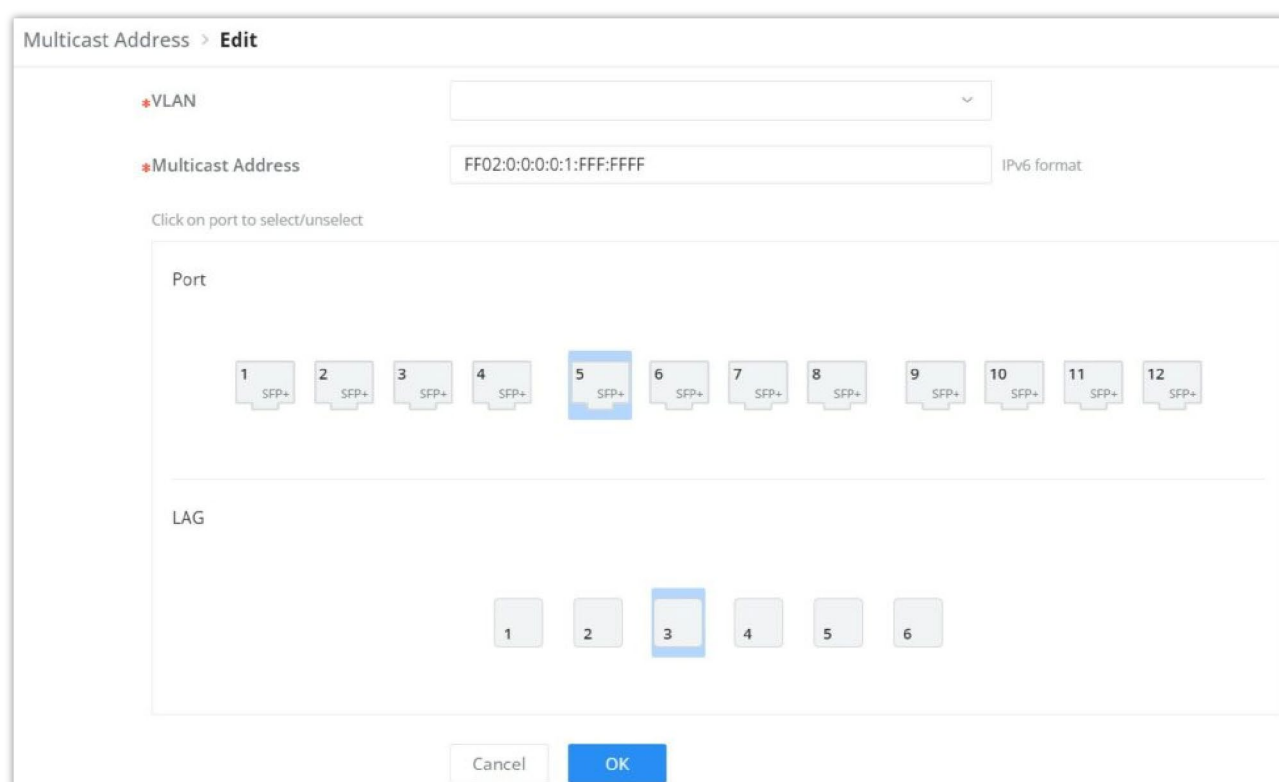 Multicast Address > Edit
*VLAN
*Multicast Address FF02:0:0:0:0:1:FFF:FFFF IPv6 format
Click on port to select/unselect
Port
1 SFP+ 2 SFP+ 3 SFP+ 4 SFP+ 5 SFP+ 6 SFP+ 7 SFP+ 8 SFP+ 9 SFP+ 10 SFP+ 11 SFP+ 12 SFP+
LAG
1 2 3 4 5 6
Cancel OK